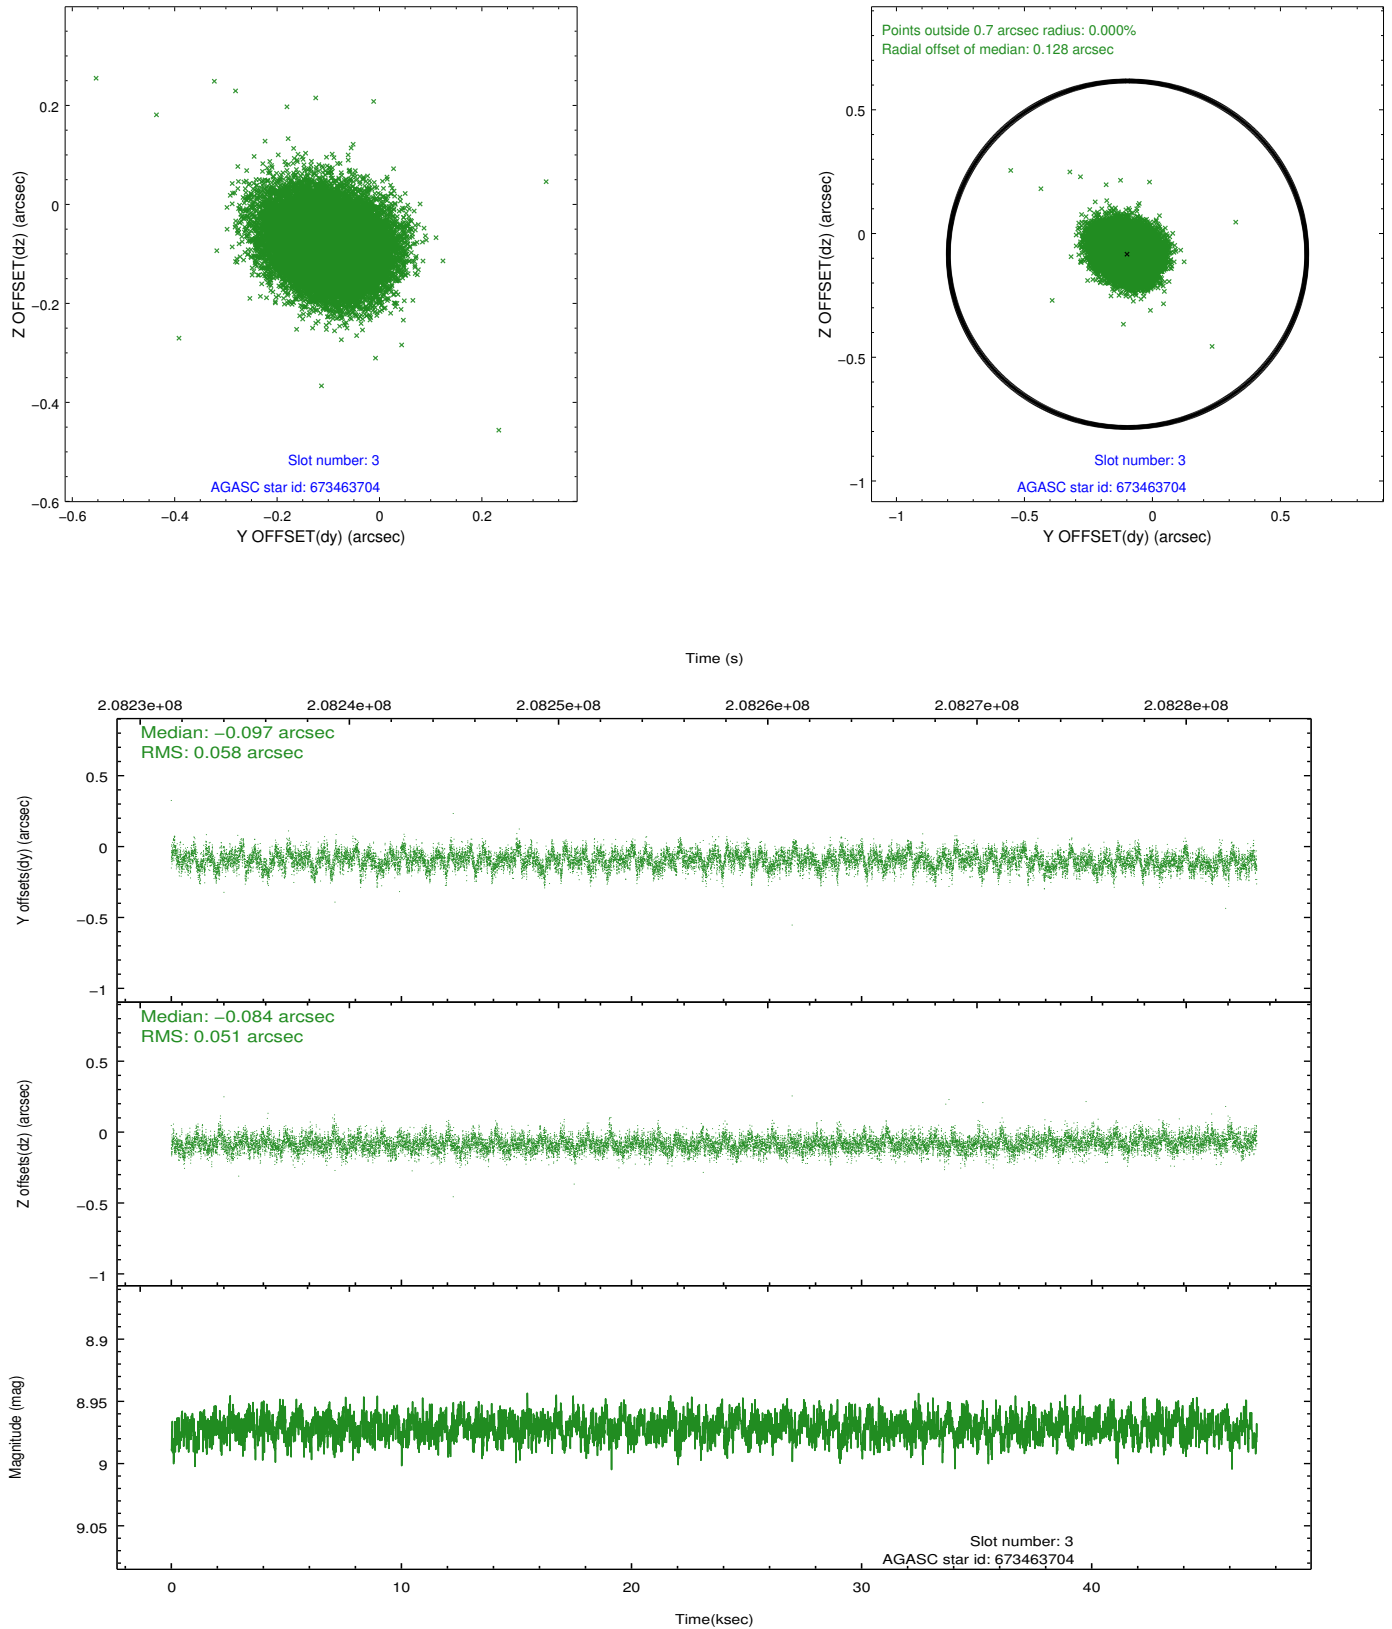 0.2
0
−0.2
−0.4
−0.6
Z OFFSET(dz) (arcsec)
Slot number: 3
AGASC star id: 673463704
−0.6
−0.4
−0.2
0
0.2
Y OFFSET(dy) (arcsec)
Points outside 0.7 arcsec radius: 0.000%
Radial offset of median: 0.128 arcsec
0.5
0
−0.5
−1
Z OFFSET(dz) (arcsec)
Slot number: 3
AGASC star id: 673463704
−1
−0.5
0
0.5
Y OFFSET(dy) (arcsec)
Time (s)
2.0823e+08
2.0824e+08
2.0825e+08
2.0826e+08
2.0827e+08
2.0828e+08
Median: −0.097 arcsec
RMS: 0.058 arcsec
0.5
0
−0.5
−1
Y offsets(dy) (arcsec)
Median: −0.084 arcsec
RMS: 0.051 arcsec
0.5
0
−0.5
−1
Z offsets(dz) (arcsec)
8.9
8.95
9
9.05
Magnitude (mag)
Slot number: 3
AGASC star id: 673463704
0
10
20
30
40
Time(ksec)